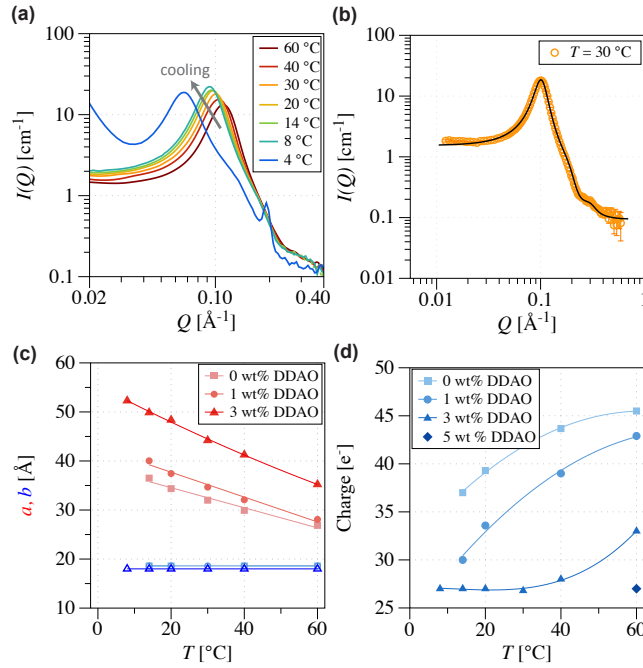 (a)
100
10
1
0.1
I(Q) [cm⁻¹]
cooling
60 °C
40 °C
30 °C
20 °C
14 °C
8 °C
4 °C
0.02
0.10
0.40
Q [Å⁻¹]
(b)
100
10
1
0.1
0.01
I(Q) [cm⁻¹]
T = 30 °C
0.01
0.1
1
Q [Å⁻¹]
(c)
60
50
40
30
20
10
a, b [Å]
0 wt% DDAO
1 wt% DDAO
3 wt% DDAO
0
20
40
60
T [°C]
(d)
50
45
40
35
30
25
Charge [e⁻]
0 wt% DDAO
1 wt% DDAO
3 wt% DDAO
5 wt % DDAO
0
20
40
60
T [°C]